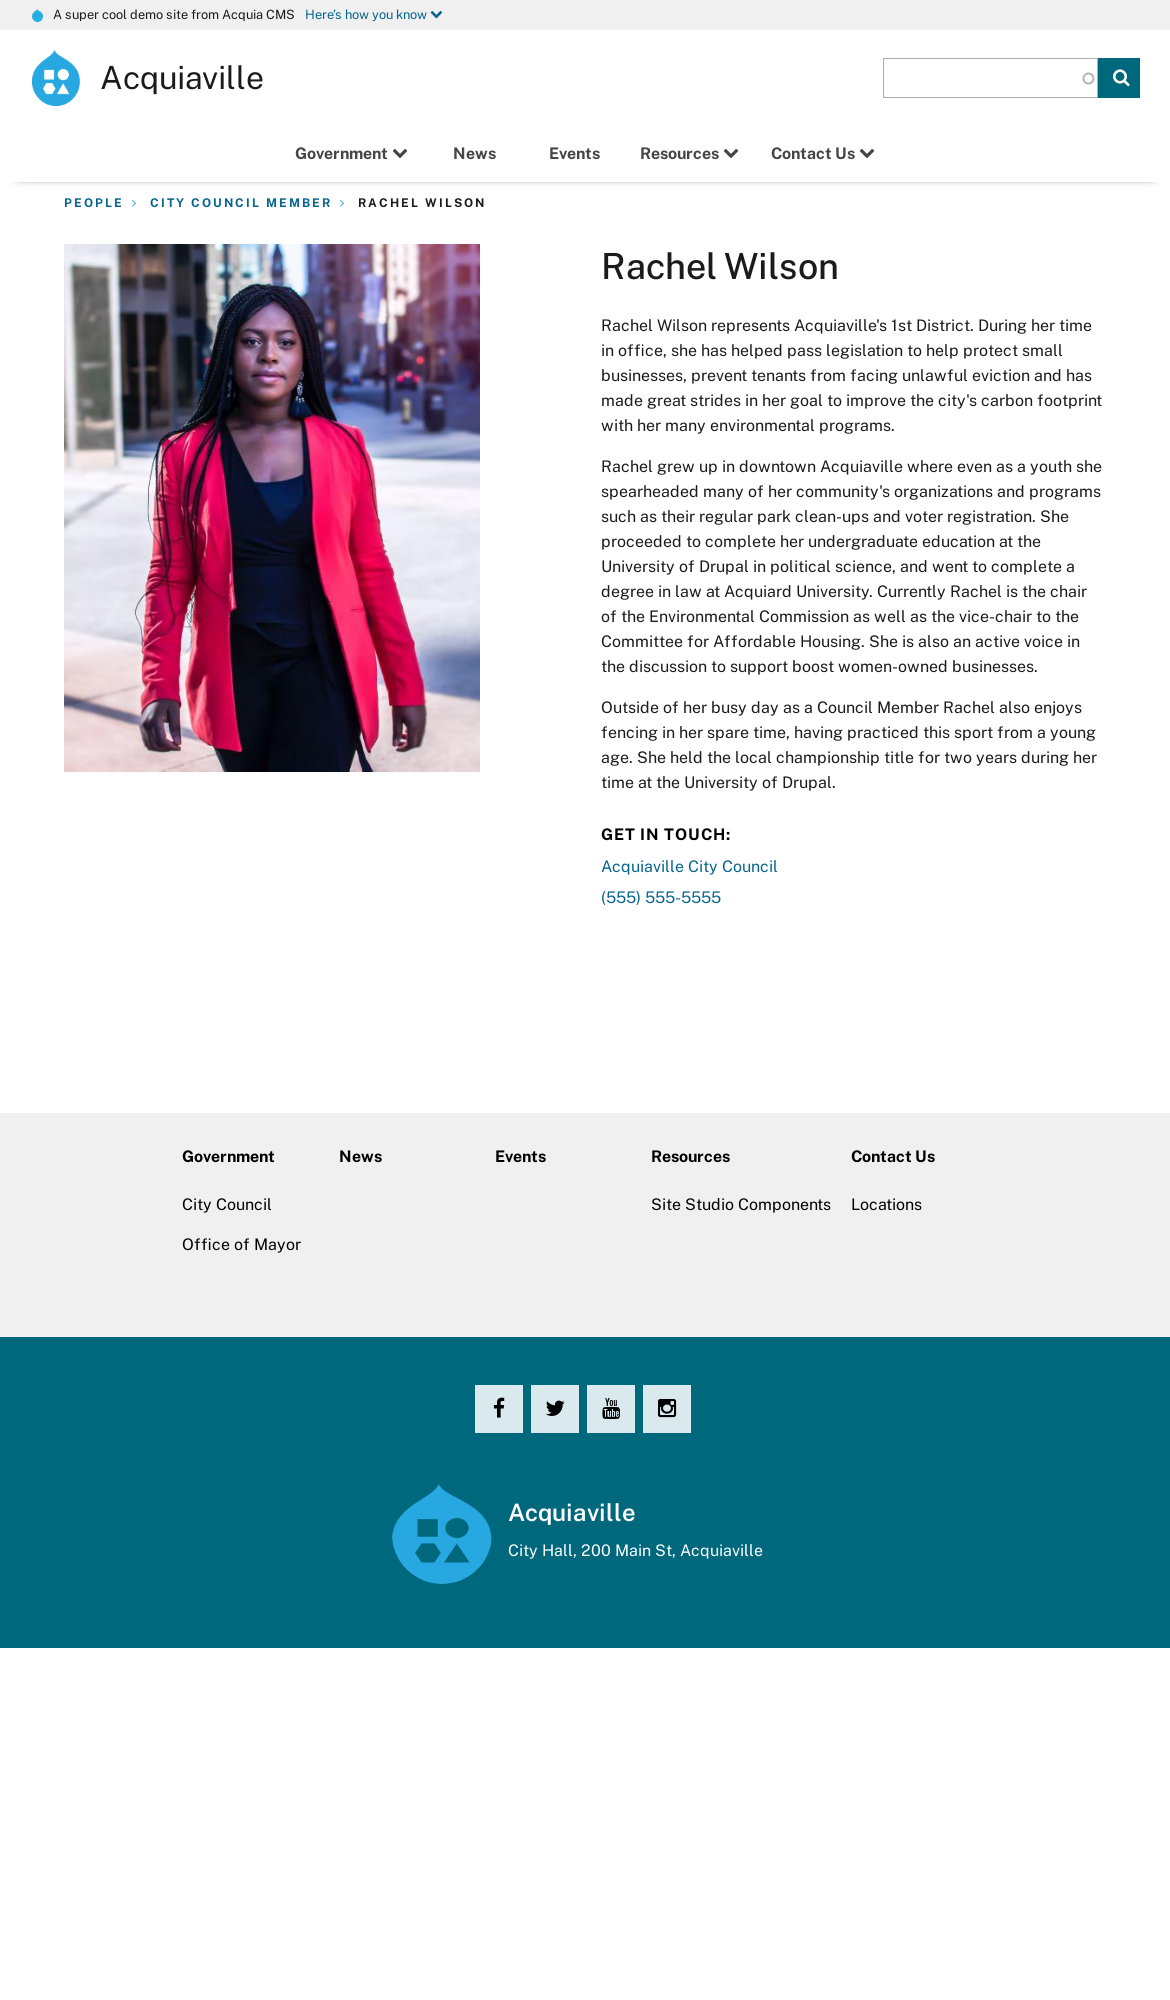 A super cool demo site from Acquia CMS Here's how you know
Acquiaville
Government News Events Resources Contact Us
PEOPLE CITY COUNCIL MEMBER RACHEL WILSON
Rachel Wilson
Rachel Wilson represents Acquiaville's 1st District. During her time
in office, she has helped pass legislation to help protect small
businesses, prevent tenants from facing unlawful eviction and has
made great strides in her goal to improve the city's carbon footprint
with her many environmental programs.
Rachel grew up in downtown Acquiaville where even as a youth she
spearheaded many of her community's organizations and programs
such as their regular park clean-ups and voter registration. She
proceeded to complete her undergraduate education at the
University of Drupal in political science, and went to complete a
degree in law at Acquiard University. Currently Rachel is the chair
of the Environmental Commission as well as the vice-chair to the
Committee for Affordable Housing. She is also an active voice in
the discussion to support boost women-owned businesses.
Outside of her busy day as a Council Member Rachel also enjoys
fencing in her spare time, having practiced this sport from a young
age. She held the local championship title for two years during her
time at the University of Drupal.
GET IN TOUCH:
Acquiaville City Council
(555) 555-5555
Government News Events Resources Contact Us
City Council Site Studio Components Locations
Office of Mayor
You
Tube
Acquiaville
City Hall, 200 Main St, Acquiaville